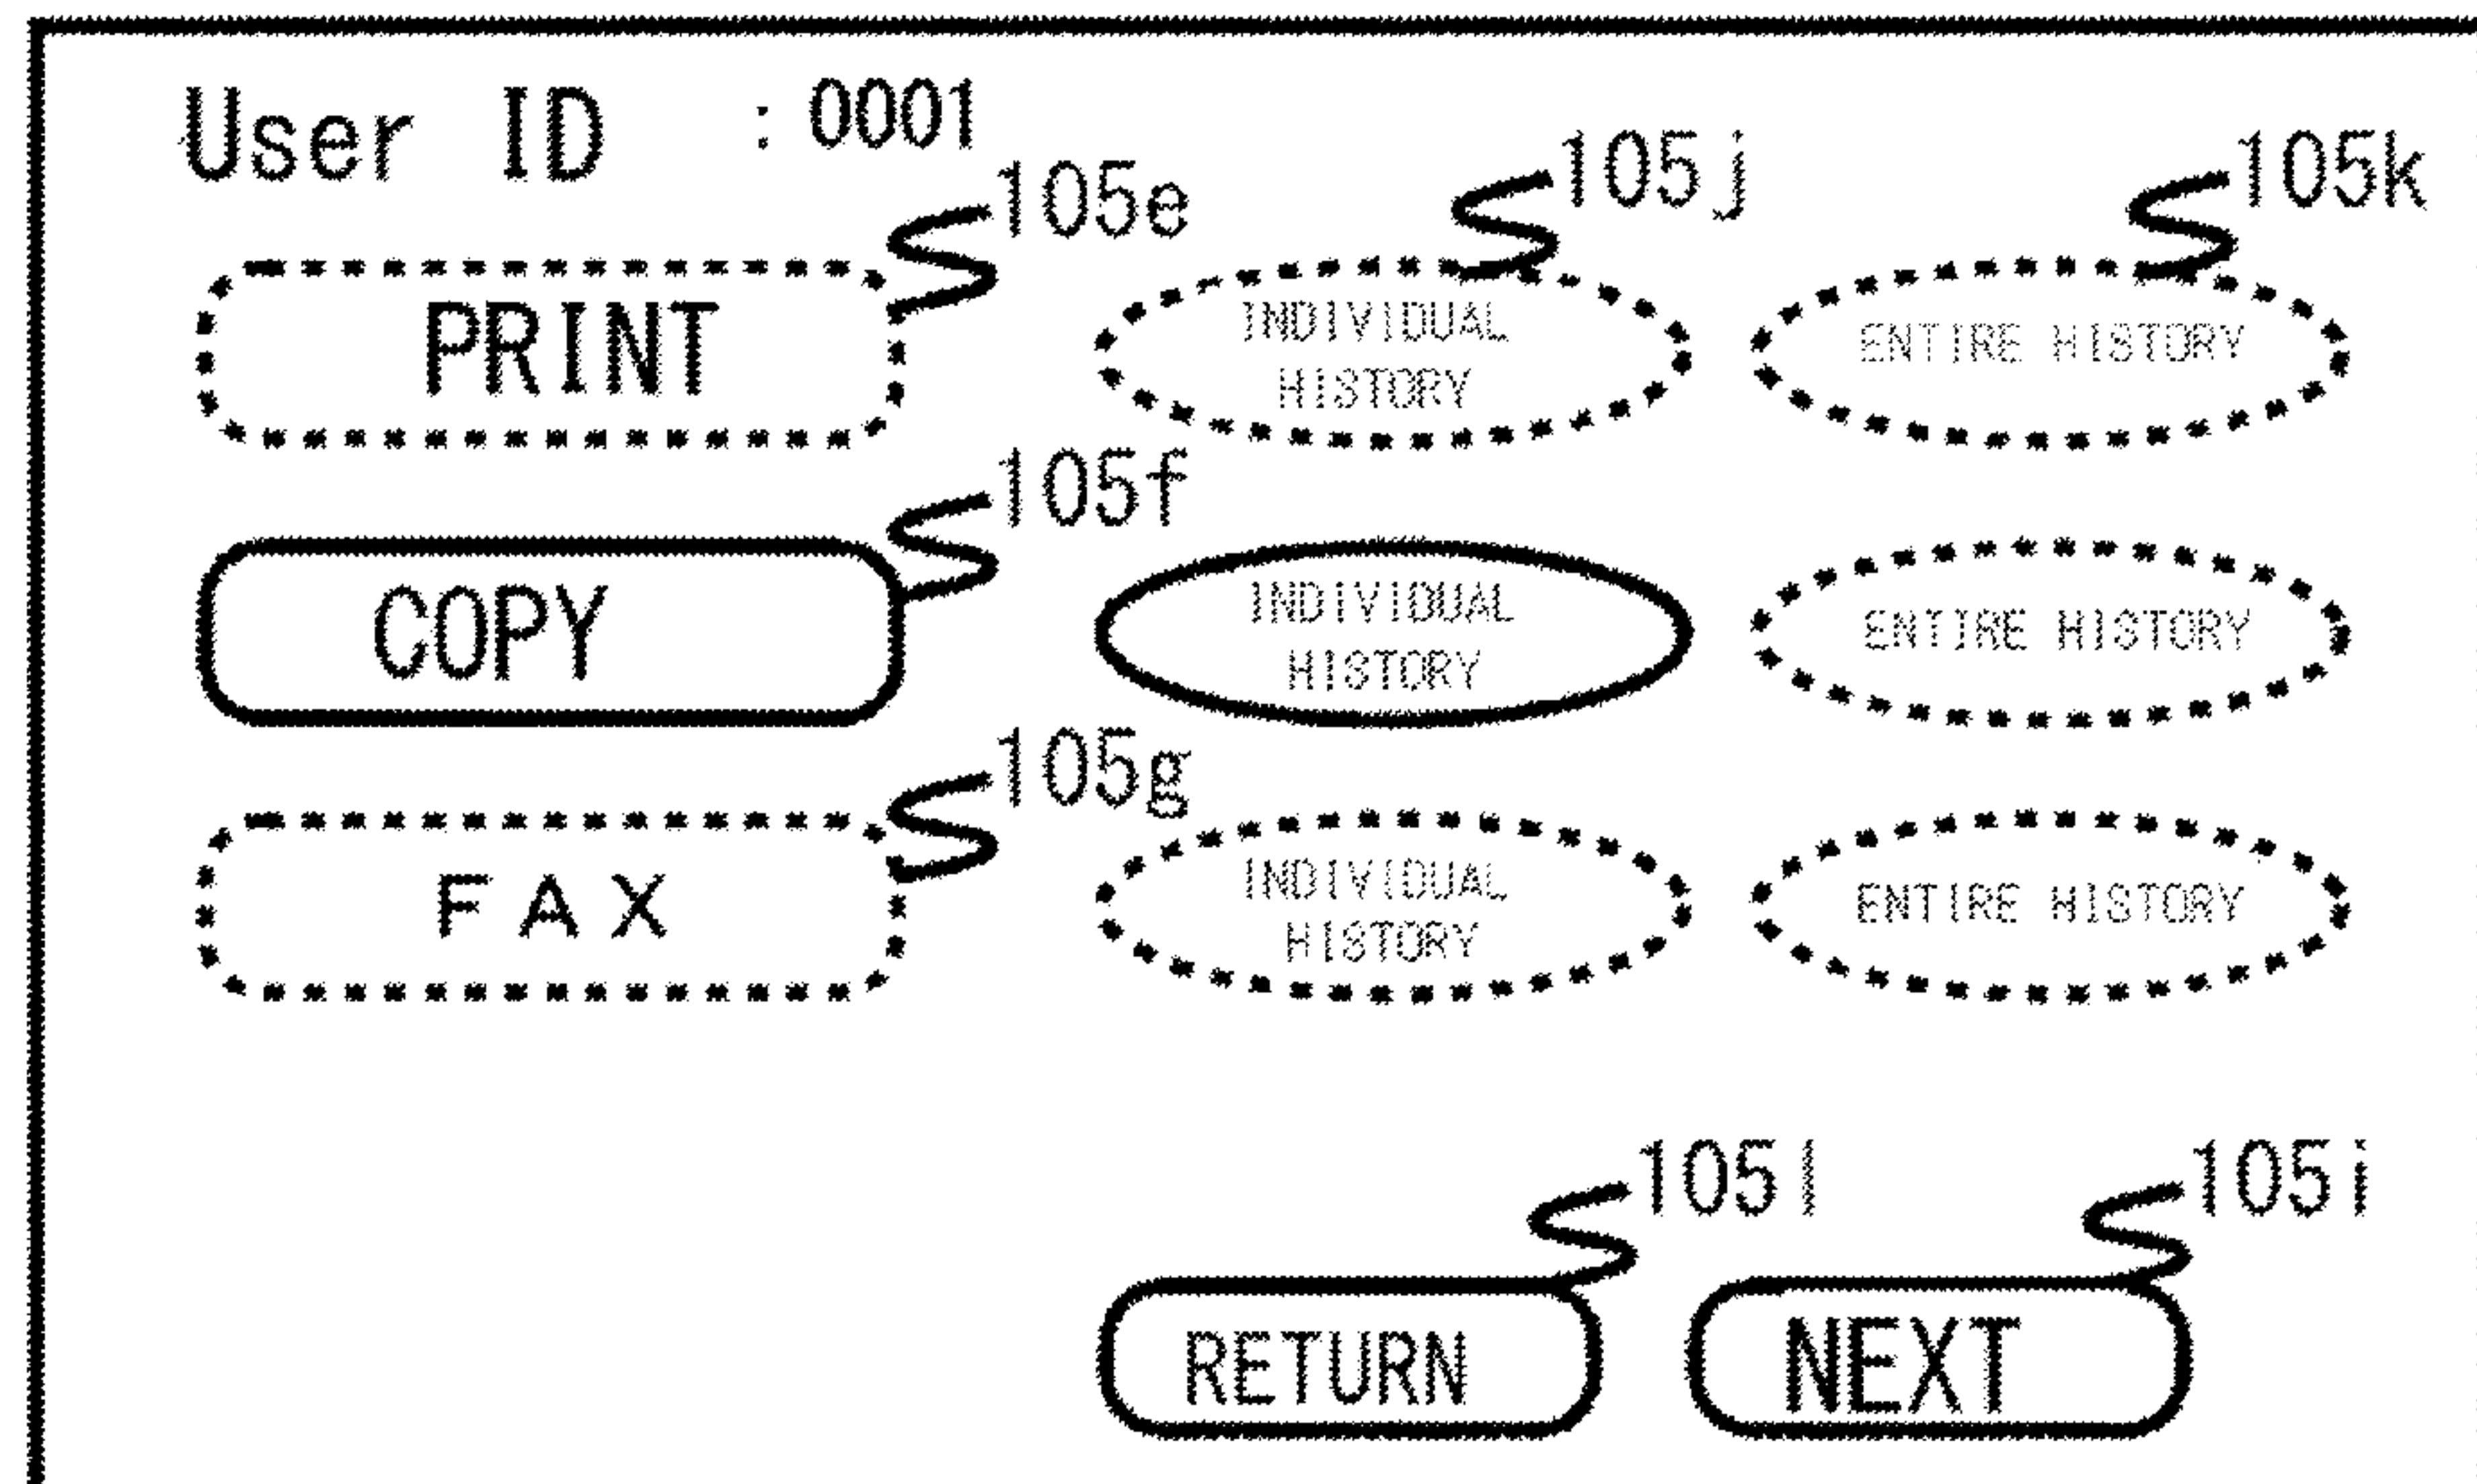 User ID : 0001
105e
105j
105k
PRINT
INDIVIDUAL
HISTORY
ENTIRE HISTORY
105f
COPY
INDIVIDUAL
HISTORY
ENTIRE HISTORY
105g
FAX
INDIVIDUAL
HISTORY
ENTIRE HISTORY
105l
105i
RETURN
NEXT